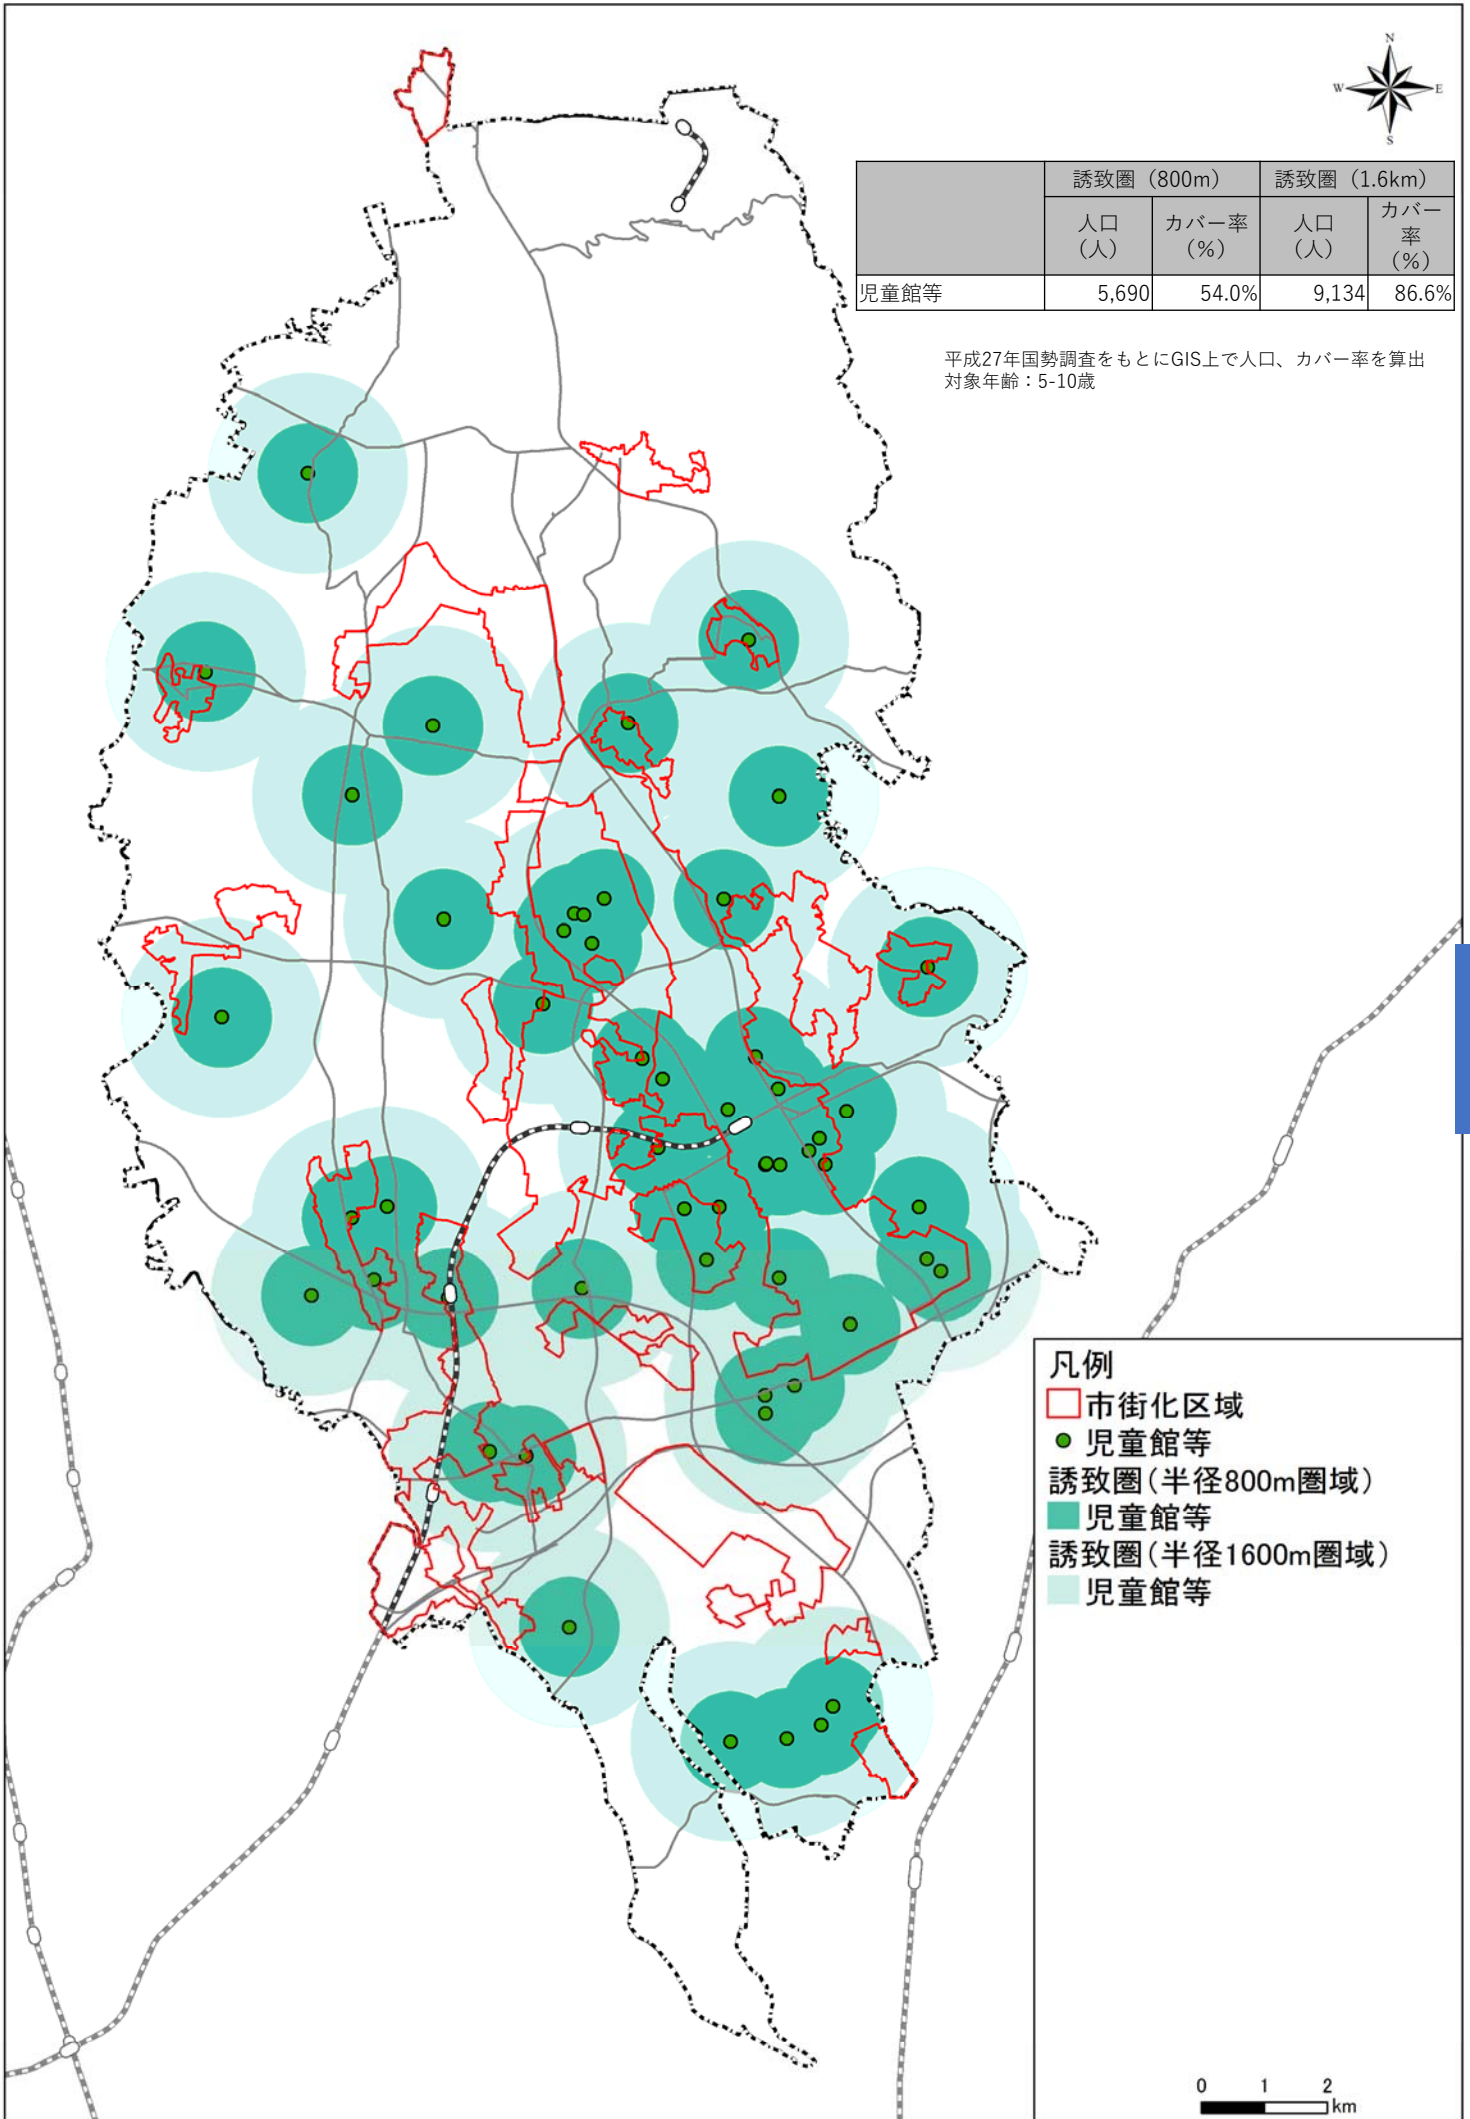 N
W
E
S
誘致圏（800m）
誘致圏（1.6km）
人口
（人）
カバー率
（%）
人口
（人）
カバー
率
（%）
児童館等
5,690
54.0%
9,134
86.6%
平成27年国勢調査をもとにGIS上で人口、カバー率を算出
対象年齢：5-10歳
凡例
市街化区域
児童館等
誘致圏（半径800m圏域）
児童館等
誘致圏（半径1600m圏域）
児童館等
0 1 2
km